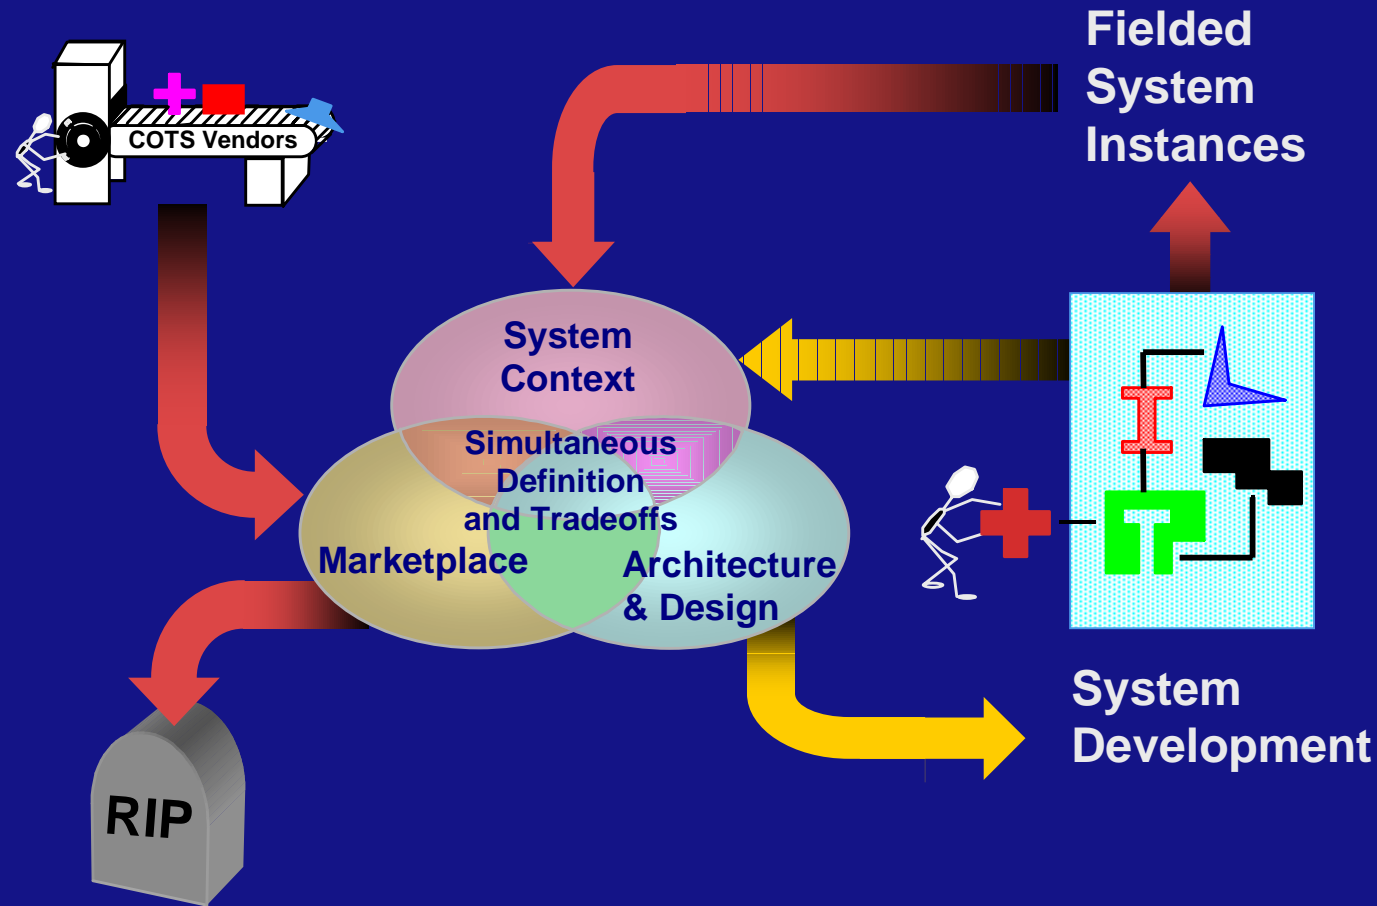 Fielded
System
Instances
COTS Vendors
System
Context
Simultaneous
Definition
and Tradeoffs
Marketplace
Architecture
& Design
System
Development
RIP